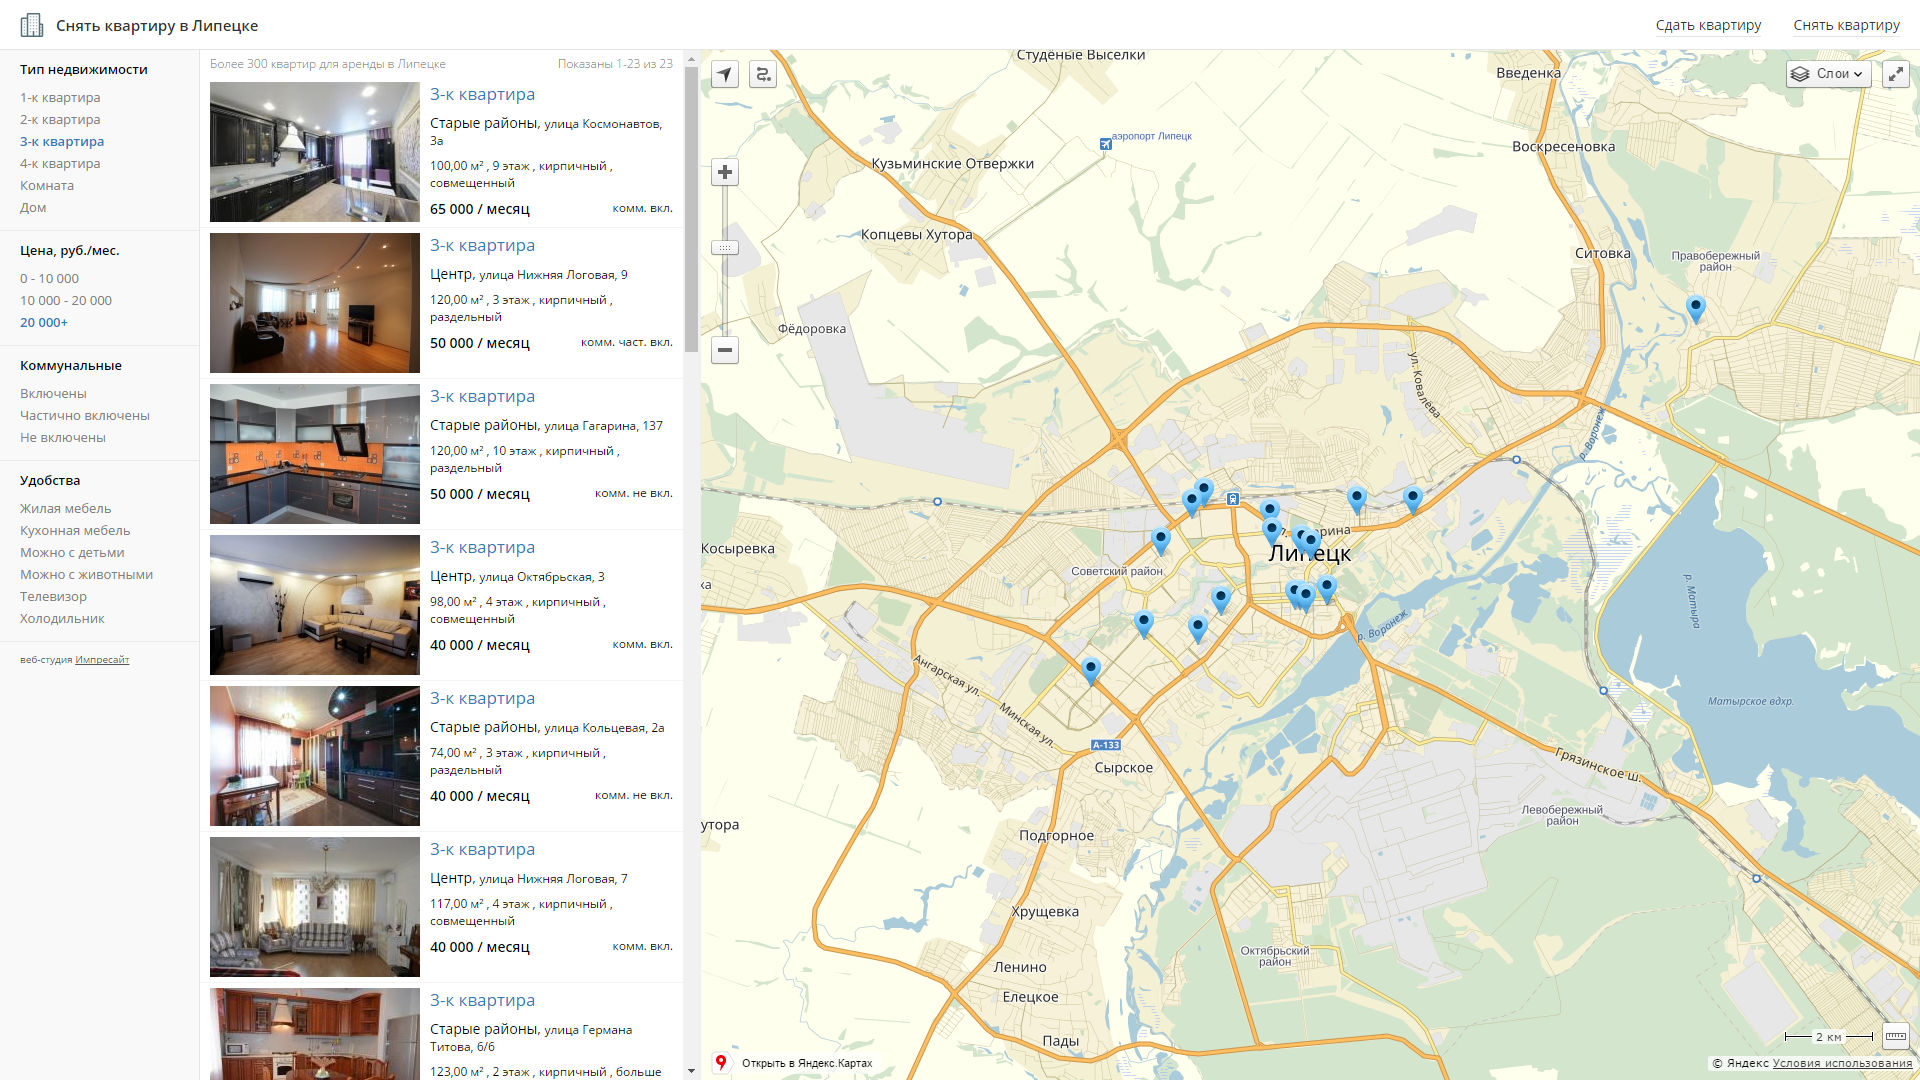 Снять квартиру в Липецке
Сдать квартиру
Снять квартиру
Тип недвижимости
1-к квартира
2-к квартира
3-к квартира
4-к квартира
Комната
Дом
Цена, руб./мес.
0 - 10 000
10 000 - 20 000
20 000+
Коммунальные
Включены
Частично включены
Не включены
Удобства
Жилая мебель
Кухонная мебель
Можно с детьми
Можно с животными
Телевизор
Холодильник
веб-студия Импресайт
Более 300 квартир для аренды в Липецке
Показаны 1-23 из 23
3-к квартира
Старые районы, улица Космонавтов,
3а
100,00 м² , 9 этаж , кирпичный ,
совмещенный
65 000 / месяц
комм. вкл.
3-к квартира
Центр, улица Нижняя Логовая, 9
120,00 м² , 3 этаж , кирпичный ,
раздельный
50 000 / месяц
комм. част. вкл.
3-к квартира
Старые районы, улица Гагарина, 137
120,00 м² , 10 этаж , кирпичный ,
раздельный
50 000 / месяц
комм. не вкл.
3-к квартира
Центр, улица Октябрьская, 3
98,00 м² , 4 этаж , кирпичный ,
совмещенный
40 000 / месяц
комм. вкл.
3-к квартира
Старые районы, улица Кольцевая, 2а
74,00 м² , 3 этаж , кирпичный ,
раздельный
40 000 / месяц
комм. не вкл.
3-к квартира
Центр, улица Нижняя Логовая, 7
117,00 м² , 4 этаж , кирпичный ,
совмещенный
40 000 / месяц
комм. вкл.
3-к квартира
Старые районы, улица Германа
Титова, 6/6
123,00 м² , 2 этаж , кирпичный , больше
Студёные Выселки
Введенка
Слои
аэропорт Липецк
Воскресеновка
Кузьминские Отвержки
Копцевы Хутора
Ситовка
Правобережный
район
Фёдоровка
ул. Ковалёва
р. Воронеж
Косыревка
ка
Липецк
Советский район
р. Воронеж
р. Матыра
Ангарская ул.
Минская ул.
Матырское вдхр.
А-133
Сырское
Грязинское ш.
утора
Подгорное
Левобережный
район
Хрущевка
Октябрьский
район
Ленино
Елецкое
Пады
2 км
Открыть в Яндекс.Картах
© Яндекс Условия использования